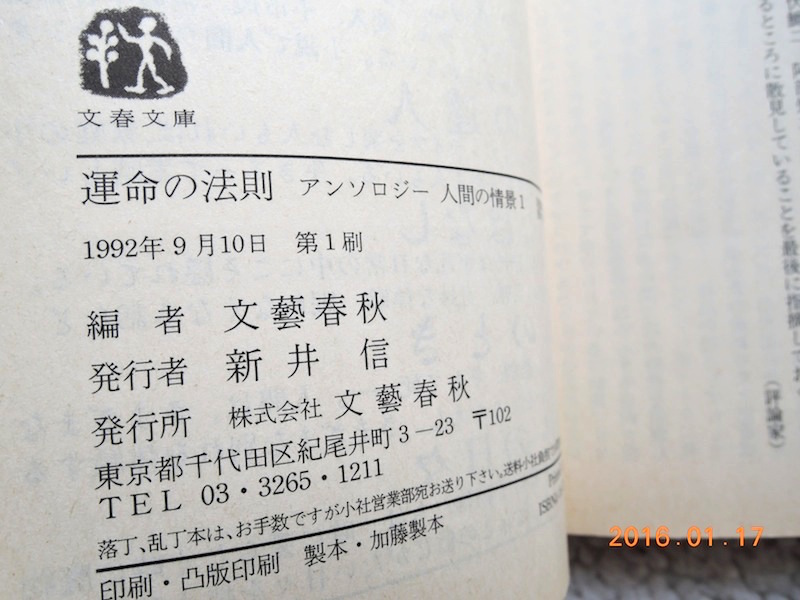 文春文庫
運命の法則 アンソロジー 人間の情景1
1992年9月10日 第1刷
編者 文藝春秋
発行者 新井信
発行所 株式会社 文藝春秋
東京都千代田区紀尾井町3-23 〒102
TEL 03・3265・1211
落丁、乱丁本は、お手数ですが小社営業部宛お送り下さい。送料小社負担
印刷・凸版印刷 製本・加藤製本
るところに散見していることを最後に指摘してお
(評論家)
2016.01.17